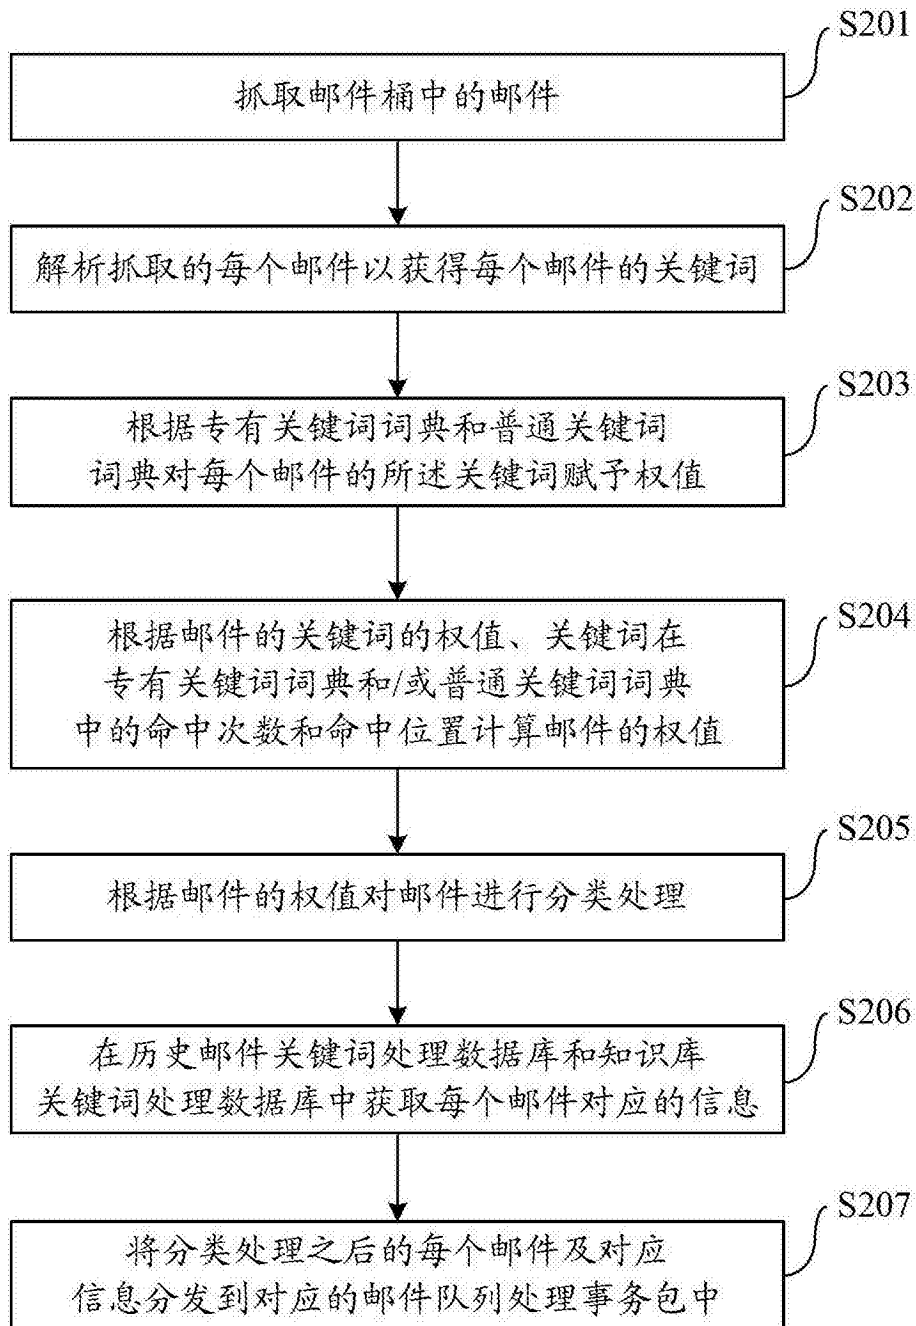 S201
抓取邮件桶中的邮件
S202
解析抓取的每个邮件以获得每个邮件的关键词
S203
根据专有关键词词典和普通关键词
词典对每个邮件的所述关键词赋予权值
S204
根据邮件的关键词的权值、关键词在
专有关键词词典和/或普通关键词词典
中的命中次数和命中位置计算邮件的权值
S205
根据邮件的权值对邮件进行分类处理
S206
在历史邮件关键词处理数据库和知识库
关键词处理数据库中获取每个邮件对应的信息
S207
将分类处理之后的每个邮件及对应
信息分发到对应的邮件队列处理事务包中